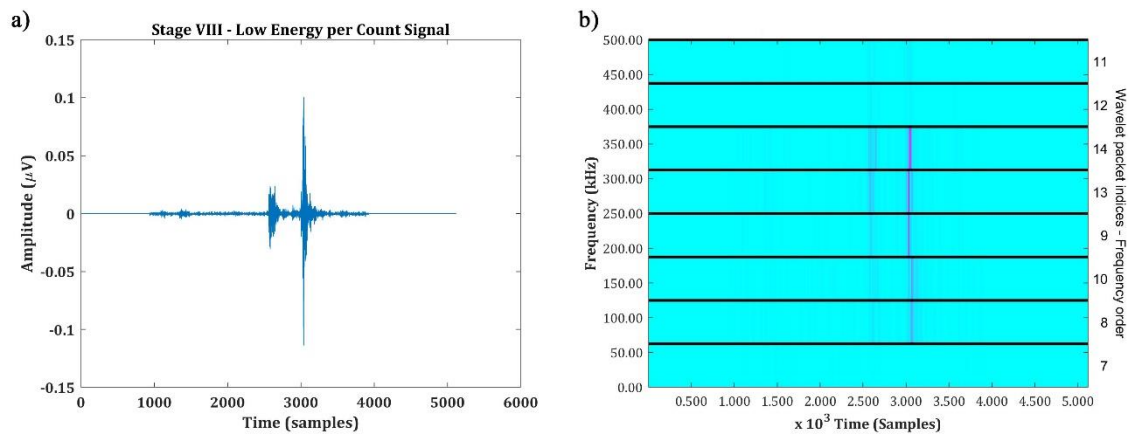 a)
Stage VIII - Low Energy per Count Signal
0.15
0.1
0.05
0
-0.05
-0.1
-0.15
Amplitude (µV)
0 1000 2000 3000 4000 5000 6000
Time (samples)
b)
500.00
450.00
400.00
350.00
300.00
250.00
200.00
150.00
100.00
50.00
0.00
Frequency (kHz)
0.500 1.000 1.500 2.000 2.500 3.000 3.500 4.000 4.500 5.000
x 10³ Time (Samples)
11
12
14
13
9
10
8
7
Wavelet packet indices - Frequency order